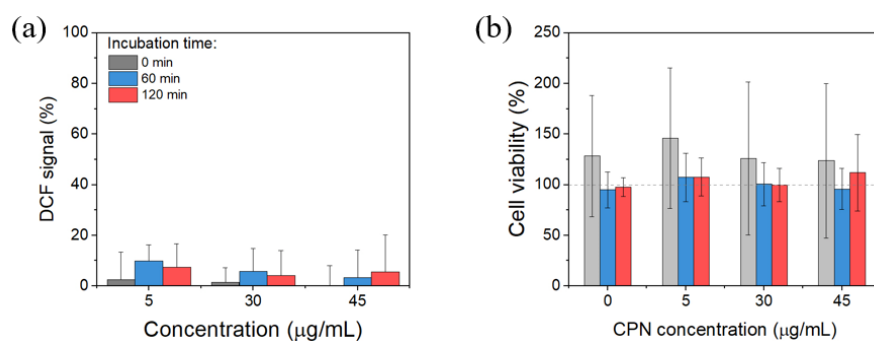 (a)
DCF signal (%)
100
80
60
40
20
0
Incubation time:
0 min
60 min
120 min
5
30
45
Concentration (μg/mL)
(b)
Cell viability (%)
250
200
150
100
50
0
0
5
30
45
CPN concentration (μg/mL)